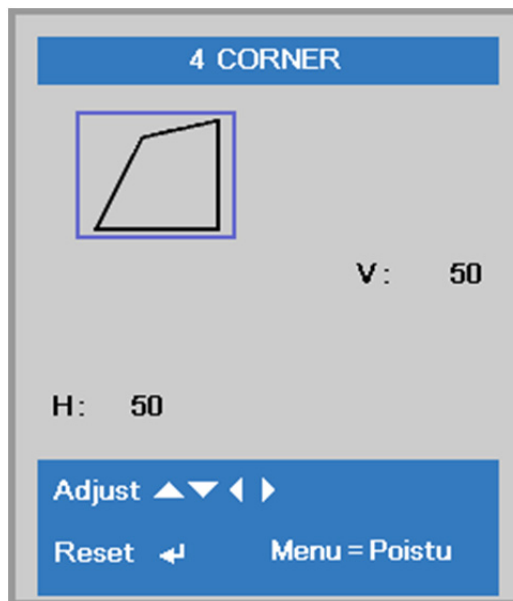 4 CORNER
V: 50
H: 50
Adjust ▲▼◀▶
Reset ↵ Menu = Poistu